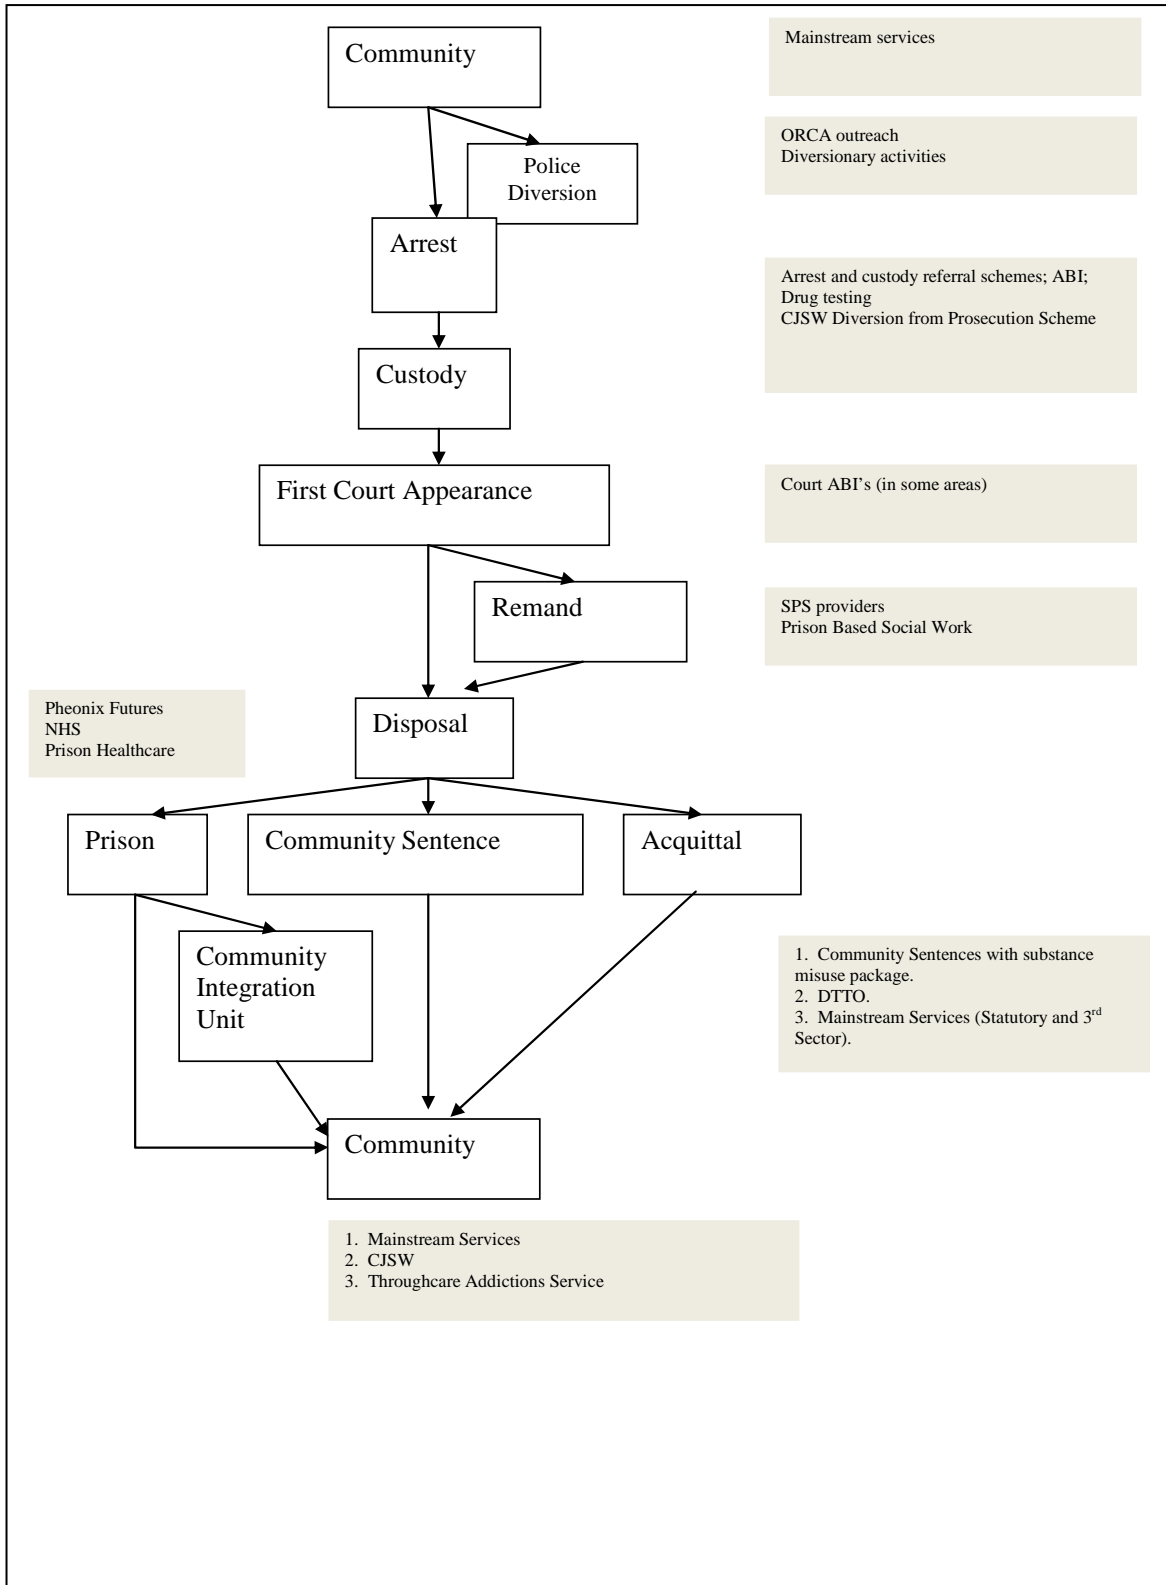 Community
Mainstream services
ORCA outreach
Diversionary activities
Police
Diversion
Arrest
Arrest and custody referral schemes; ABI;
Drug testing
CJSW Diversion from Prosecution Scheme
Custody
First Court Appearance
Court ABI’s (in some areas)
Remand
SPS providers
Prison Based Social Work
Pheonix Futures
NHS
Prison Healthcare
Disposal
Prison
Community Sentence
Acquittal
Community
Integration
Unit
1. Community Sentences with substance
misuse package.
2. DTTO.
3. Mainstream Services (Statutory and 3rd
Sector).
Community
1. Mainstream Services
2. CJSW
3. Throughcare Addictions Service